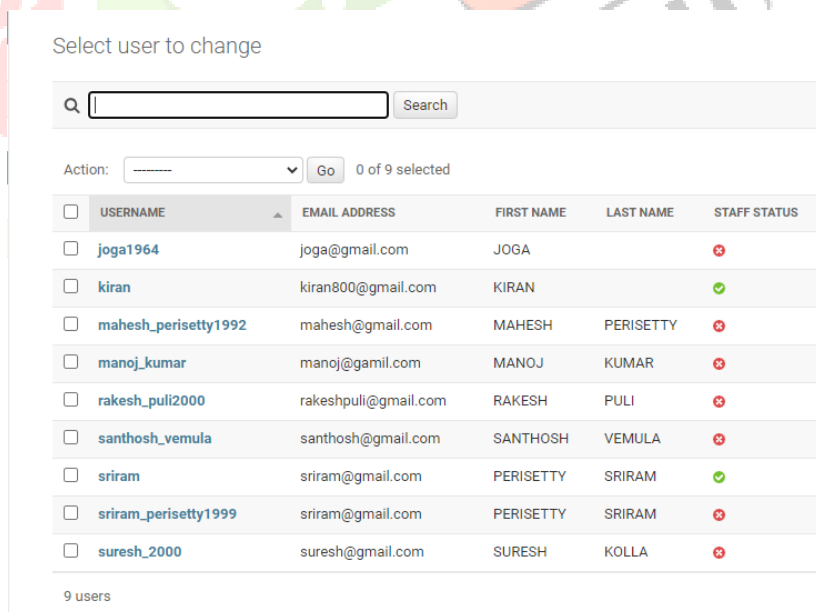 Select user to change
Search
Action: --------- Go 0 of 9 selected
USERNAME EMAIL ADDRESS FIRST NAME LAST NAME STAFF STATUS
joga1964 joga@gmail.com JOGA
kiran kiran800@gmail.com KIRAN
mahesh_perisetty1992 mahesh@gmail.com MAHESH PERISETTY
manoj_kumar manoj@gamil.com MANOJ KUMAR
rakesh_puli2000 rakeshpuli@gmail.com RAKESH PULI
santhosh_vemula santhosh@gmail.com SANTHOSH VEMULA
sriram sriram@gmail.com PERISETTY SRIRAM
sriram_perisetty1999 sriram@gmail.com PERISETTY SRIRAM
suresh_2000 suresh@gmail.com SURESH KOLLA
9 users